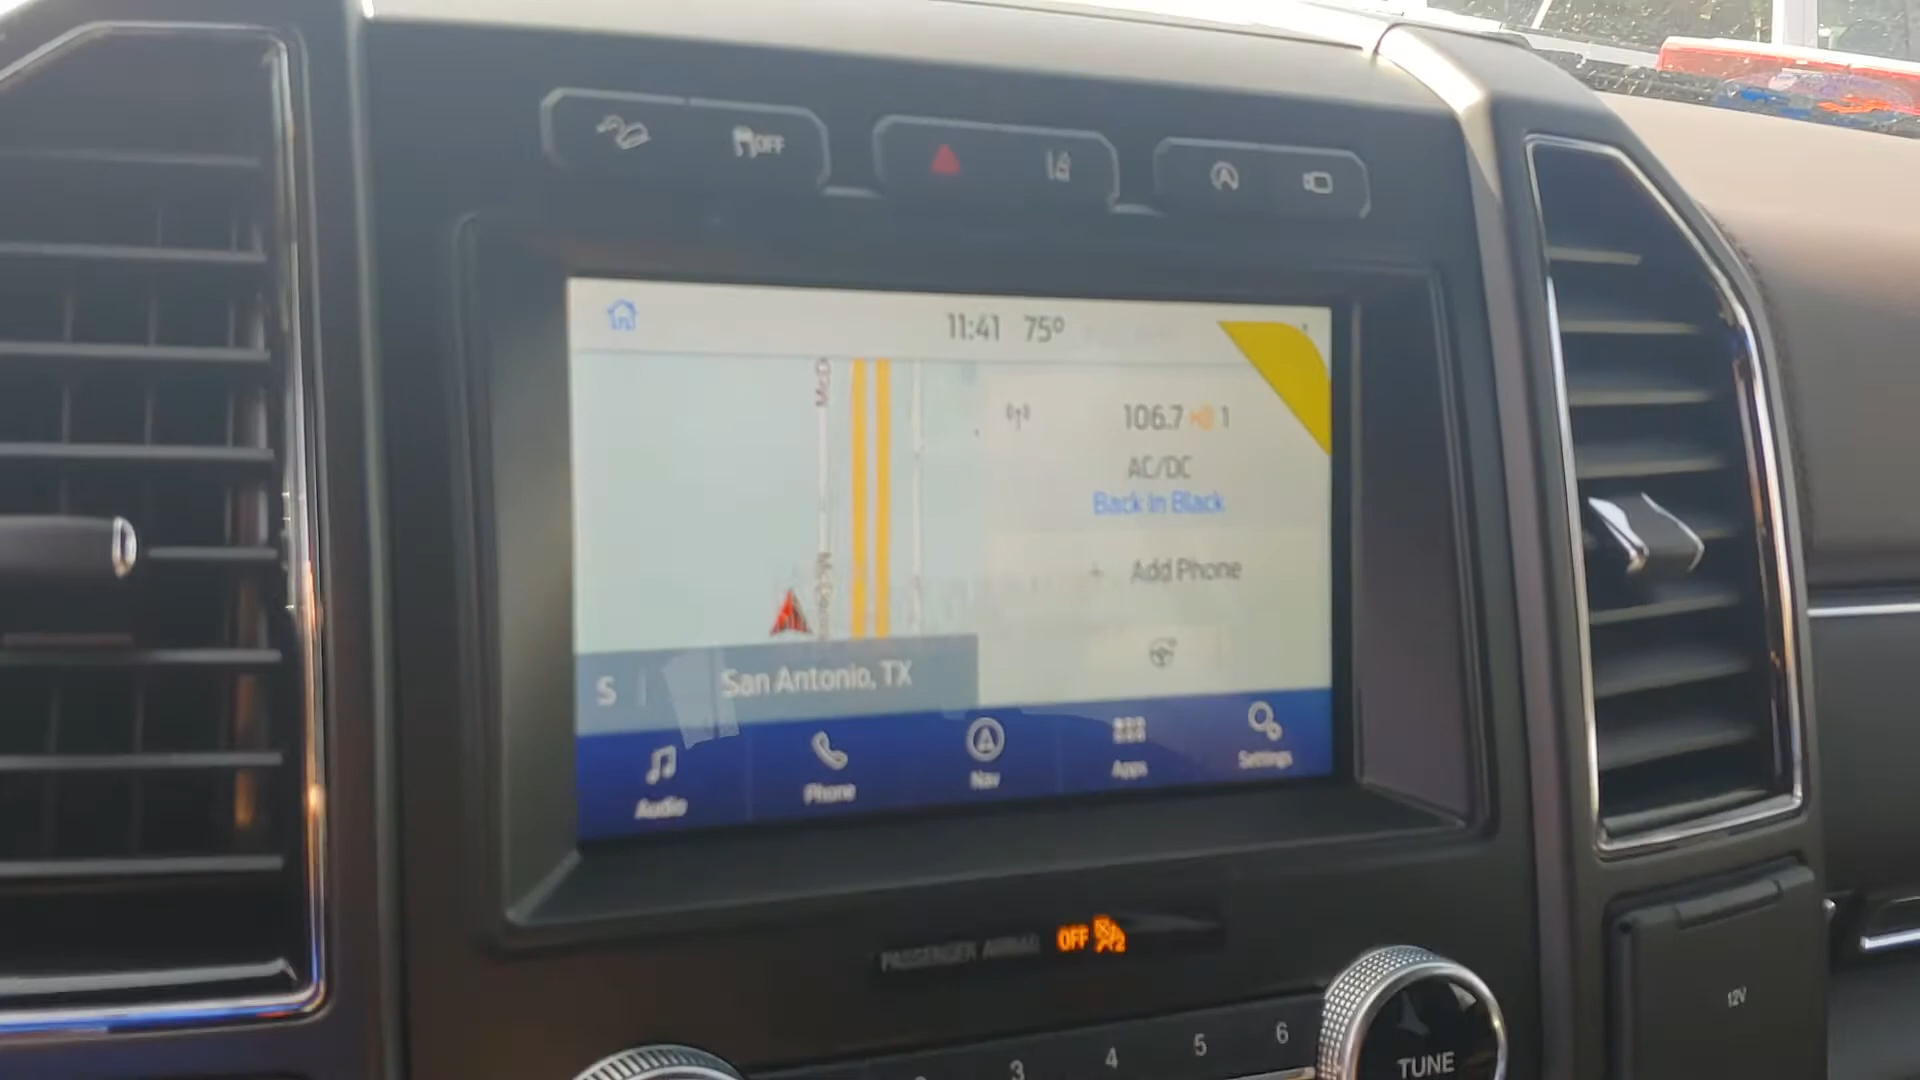 OFF
11:41 75°
106.7 HD 1
AC/DC
Back in Black
+ Add Phone
S | San Antonio, TX
Audio
Phone
Nav
Apps
Settings
PASSENGER AIRBAG OFF
3 4 5 6
TUNE
12V